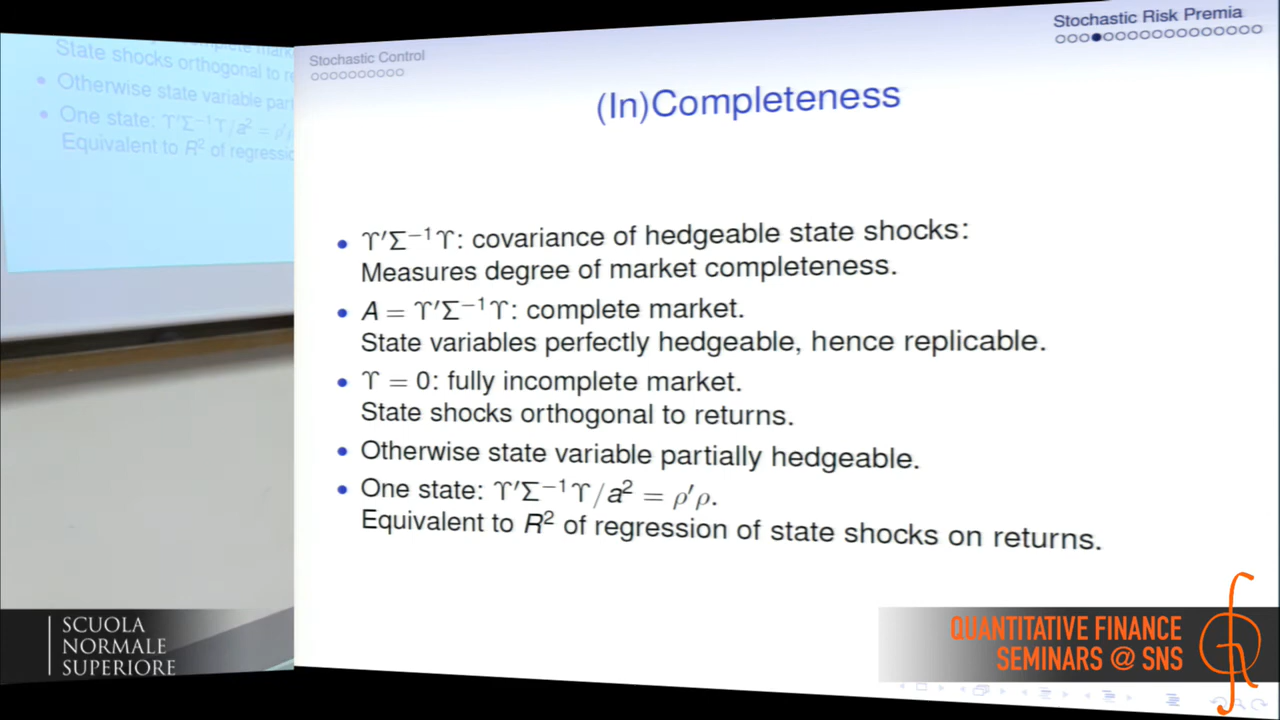 complete mark
State shocks orthogonal to re
• Otherwise state variable part
• One state: ϒ′Σ⁻¹ϒ/a² = ρ′ρ
Equivalent to R² of regressio
Stochastic Control
Stochastic Risk Premia
(In)Completeness
• ϒ′Σ⁻¹ϒ: covariance of hedgeable state shocks:
Measures degree of market completeness.
• A = ϒ′Σ⁻¹ϒ: complete market.
State variables perfectly hedgeable, hence replicable.
• ϒ = 0: fully incomplete market.
State shocks orthogonal to returns.
• Otherwise state variable partially hedgeable.
• One state: ϒ′Σ⁻¹ϒ/a² = ρ′ρ.
Equivalent to R² of regression of state shocks on returns.
SCUOLA
NORMALE
SUPERIORE
QUANTITATIVE FINANCE
SEMINARS @ SNS